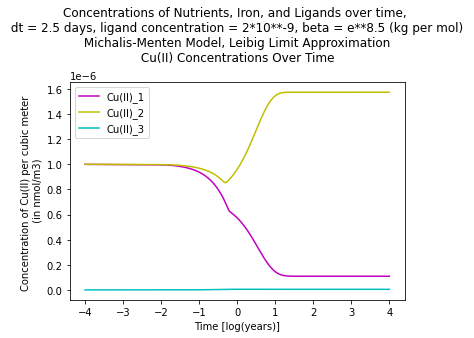 Concentrations of Nutrients, Iron, and Ligands over time,
dt = 2.5 days, ligand concentration = 2*10**-9, beta = e**8.5 (kg per mol)
Michalis-Menten Model, Leibig Limit Approximation
Cu(II) Concentrations Over Time
1e−6
1.6
1.4
1.2
1.0
0.8
0.6
0.4
0.2
0.0
Concentration of Cu(II) per cubic meter
(in nmol/m3)
Cu(II)_1
Cu(II)_2
Cu(II)_3
−4 −3 −2 −1 0 1 2 3 4
Time [log(years)]